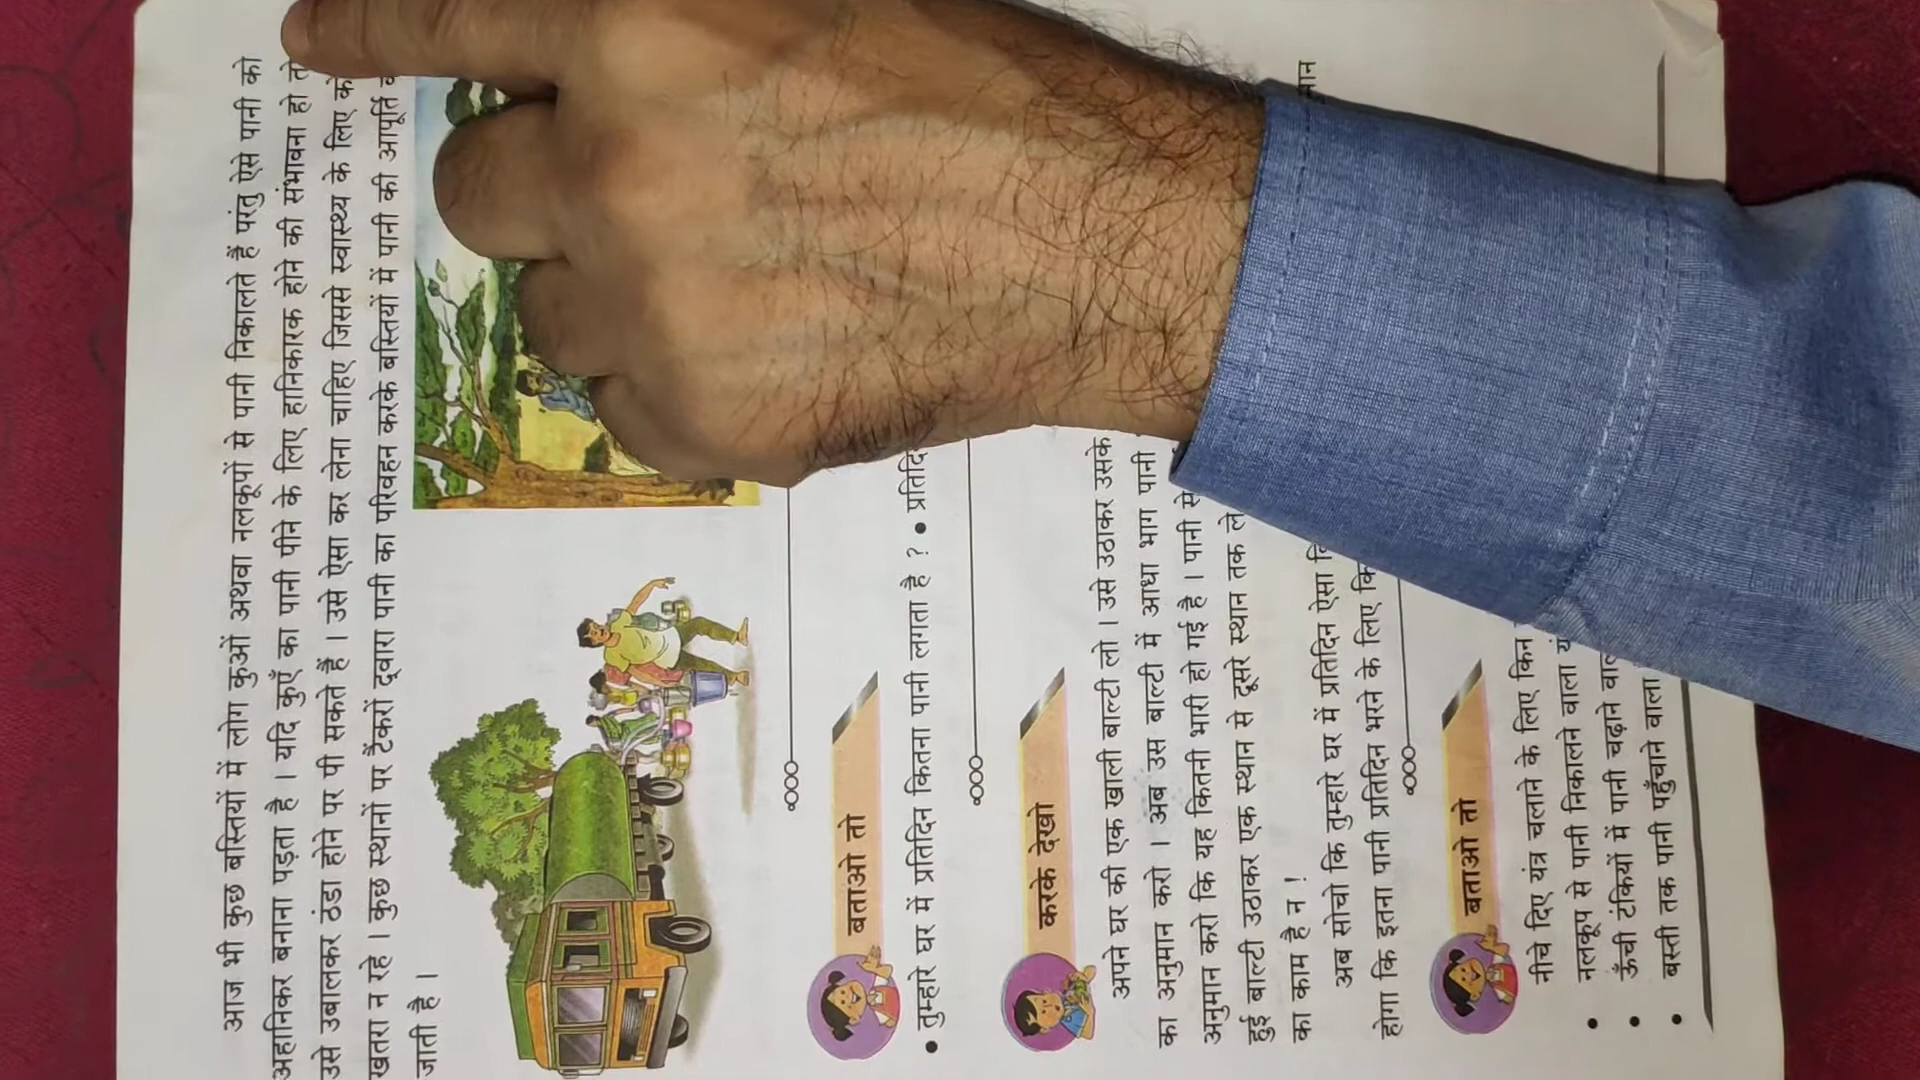 आज भी कुछ बस्तियों में लोग कुओं अथवा नलकूपों से पानी निकालते हैं परंतु ऐसे पानी को
अहानिकर बनाना पड़ता है । यदि कुएँ का पानी पीने के लिए हानिकारक होने की संभावना हो तो
उसे उबालकर ठंडा होने पर पी सकते हैं । उसे ऐसा कर लेना चाहिए जिससे स्वास्थ्य के लिए
खतरा न रहे । कुछ स्थानों पर टैंकरों द्वारा पानी का परिवहन करके बस्तियों में पानी की आपूर्ति
जाती है ।
बताओ तो
• तुम्हारे घर में प्रतिदिन कितना पानी लगता है ? •
करके देखो
अपने घर की एक खाली बाल्टी लो । उसे उठाकर उसके
का अनुमान करो । अब उस बाल्टी में आधा भाग पानी
अनुमान करो कि यह कितनी भारी हो गई है । पानी से
हुई बाल्टी उठाकर एक स्थान से दूसरे स्थान तक ले
का काम है न !
अब सोचो कि तुम्हारे घर में प्रतिदिन ऐसा
होगा कि इतना पानी प्रतिदिन भरने के लिए
बताओ तो
नीचे दिए यंत्र चलाने के लिए किन
• नलकूप से पानी निकालने वाला
• ऊँची टंकियों में पानी चढ़ाने
• बस्ती तक पानी पहुँचाने वाला